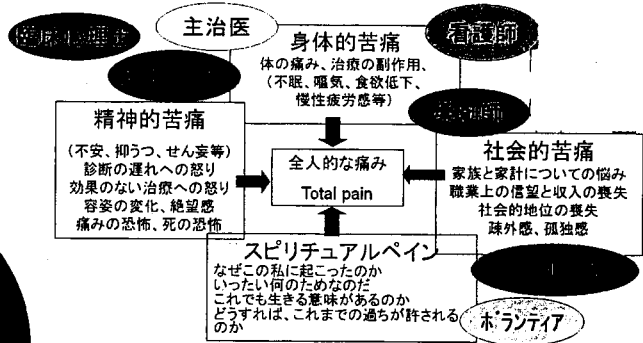 主治医
看護師
身体的苦痛
体の痛み、治療の副作用、
(不眠、嘔気、食欲低下、
慢性疲労感等)
精神的苦痛
(不安、抑うつ、せん妄等)
診断の遅れへの怒り
効果のない治療への怒り
容姿の変化、絶望感
痛みの恐怖、死の恐怖
全人的な痛み
Total pain
社会的苦痛
家族と家計についての悩み
職業上の信望と収入の喪失
社会的地位の喪失
疎外感、孤独感
スピリチュアルペイン
なぜこの私に起こったのか
いったい何のためなのだ
これでも生きる意味があるのか
どうすれば、これまでの過ちが許される
のか
ボランティア